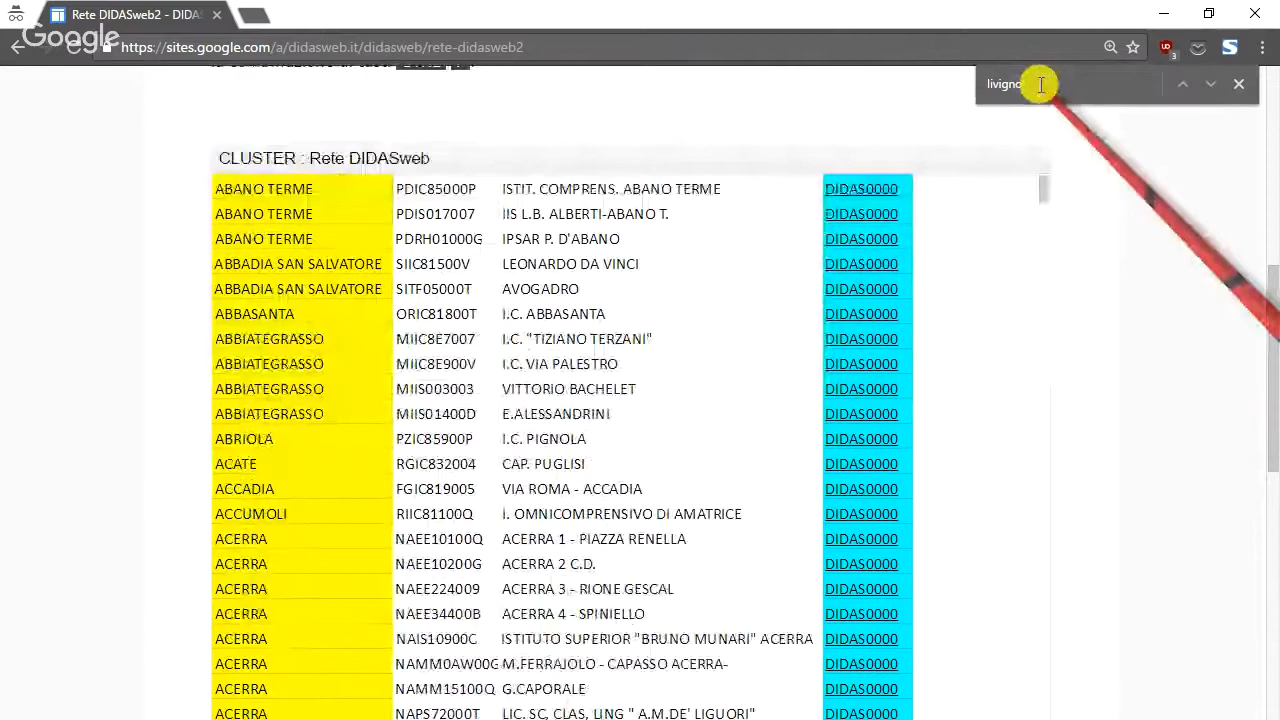 Rete DIDASweb2 - DIDAS
Google
https://sites.google.com/a/didasweb.it/didasweb/rete-didasweb2
3
livigno
CLUSTER : Rete DIDASweb
ABANO TERME PDIC85000P ISTIT. COMPRENS. ABANO TERME DIDAS0000
ABANO TERME PDIS017007 IIS L.B. ALBERTI-ABANO T. DIDAS0000
ABANO TERME PDRH01000G IPSAR P. D'ABANO DIDAS0000
ABBADIA SAN SALVATORE SIIC81500V LEONARDO DA VINCI DIDAS0000
ABBADIA SAN SALVATORE SITF05000T AVOGADRO DIDAS0000
ABBASANTA ORIC81800T I.C. ABBASANTA DIDAS0000
ABBIATEGRASSO MIIC8E7007 I.C. "TIZIANO TERZANI" DIDAS0000
ABBIATEGRASSO MIIC8E900V I.C. VIA PALESTRO DIDAS0000
ABBIATEGRASSO MIIS003003 VITTORIO BACHELET DIDAS0000
ABBIATEGRASSO MIIS01400D E.ALESSANDRINI DIDAS0000
ABRIOLA PZIC85900P I.C. PIGNOLA DIDAS0000
ACATE RGIC832004 CAP. PUGLISI DIDAS0000
ACCADIA FGIC819005 VIA ROMA - ACCADIA DIDAS0000
ACCUMOLI RIIC81100Q I. OMNICOMPRENSIVO DI AMATRICE DIDAS0000
ACERRA NAEE10100Q ACERRA 1 - PIAZZA RENELLA DIDAS0000
ACERRA NAEE10200G ACERRA 2 C.D. DIDAS0000
ACERRA NAEE224009 ACERRA 3 - RIONE GESCAL DIDAS0000
ACERRA NAEE34400B ACERRA 4 - SPINIELLO DIDAS0000
ACERRA NAIS10900C ISTITUTO SUPERIOR "BRUNO MUNARI" ACERRA DIDAS0000
ACERRA NAMM0AW00G M.FERRAJOLO - CAPASSO ACERRA- DIDAS0000
ACERRA NAMM15100Q G.CAPORALE DIDAS0000
ACERRA NAPS72000T LIC. SC, CLAS, LING " A.M.DE' LIGUORI" DIDAS0000